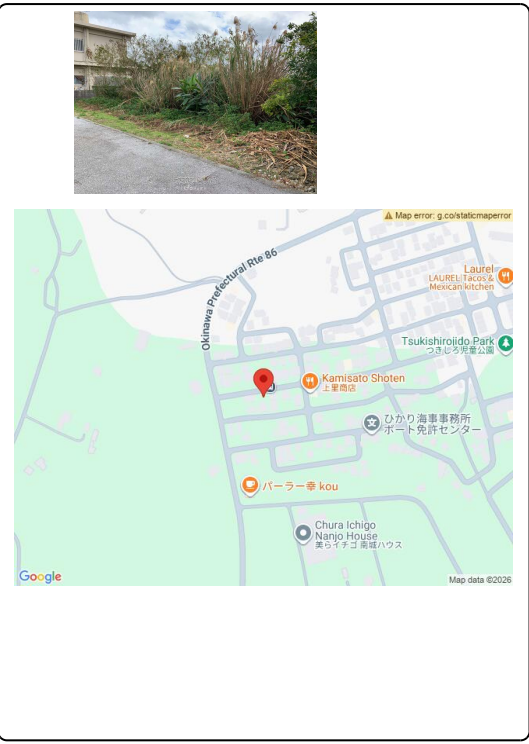 Map error: g.co/staticmaperror
Okinawa Prefectural Rte 86
Laurel
LAUREL Tacos &
Mexican kitchen
Tsukishirojido Park
つきしろ児童公園
Kamisato Shoten
上里商店
ひかり海事事務所
ボート免許センター
パーラー幸 kou
Chura Ichigo
Nanjo House
美らイチゴ 南城ハウス
Google
Map data ©2026